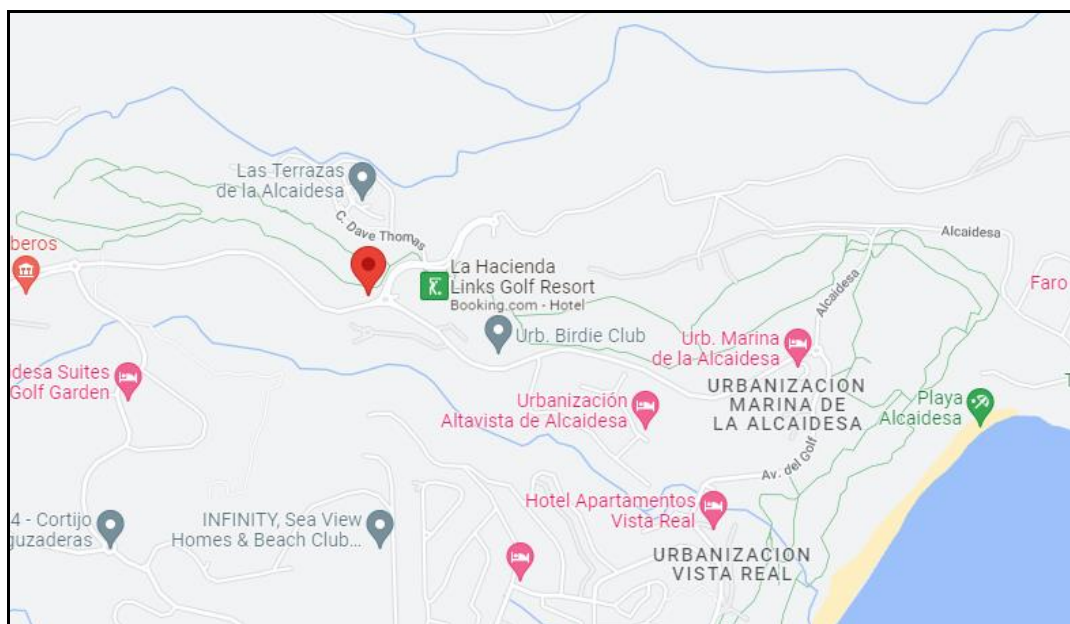 Las Terrazas
de la Alcaidesa
C. Dave Thomas
beros
La Hacienda
Links Golf Resort
Booking.com - Hotel
Alcaidesa
Faro
Alcaidesa
Urb. Birdie Club
Urb. Marina
de la Alcaidesa
desa Suites
Golf Garden
URBANIZACION
MARINA DE
LA ALCAIDESA
Playa
Alcaidesa
T
Urbanización
Altavista de Alcaidesa
Av. del Golf
Hotel Apartamentos
Vista Real
4 - Cortijo
guzaderas
INFINITY, Sea View
Homes & Beach Club...
URBANIZACION
VISTA REAL